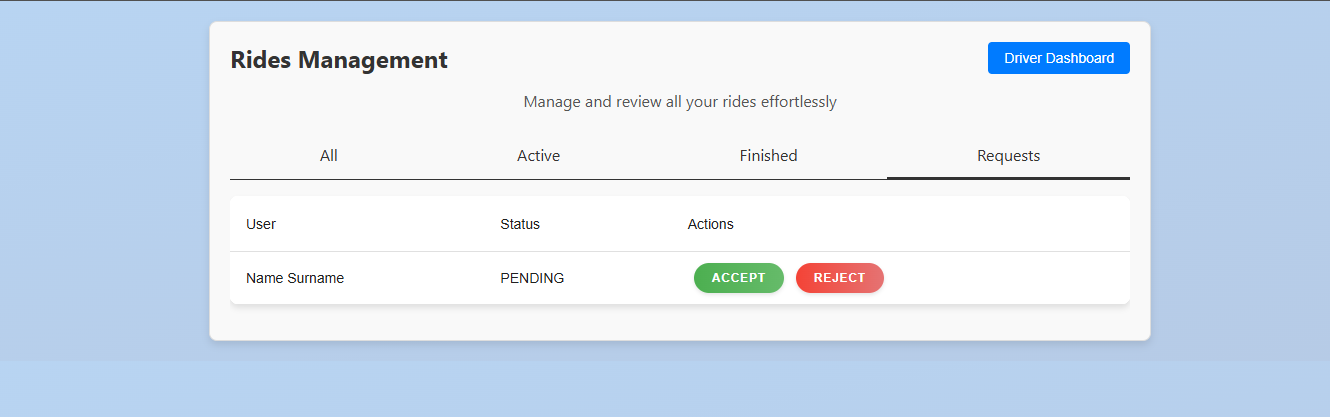 Rides Management
Driver Dashboard
Manage and review all your rides effortlessly
All Active Finished Requests
User Status Actions
Name Surname PENDING ACCEPT REJECT